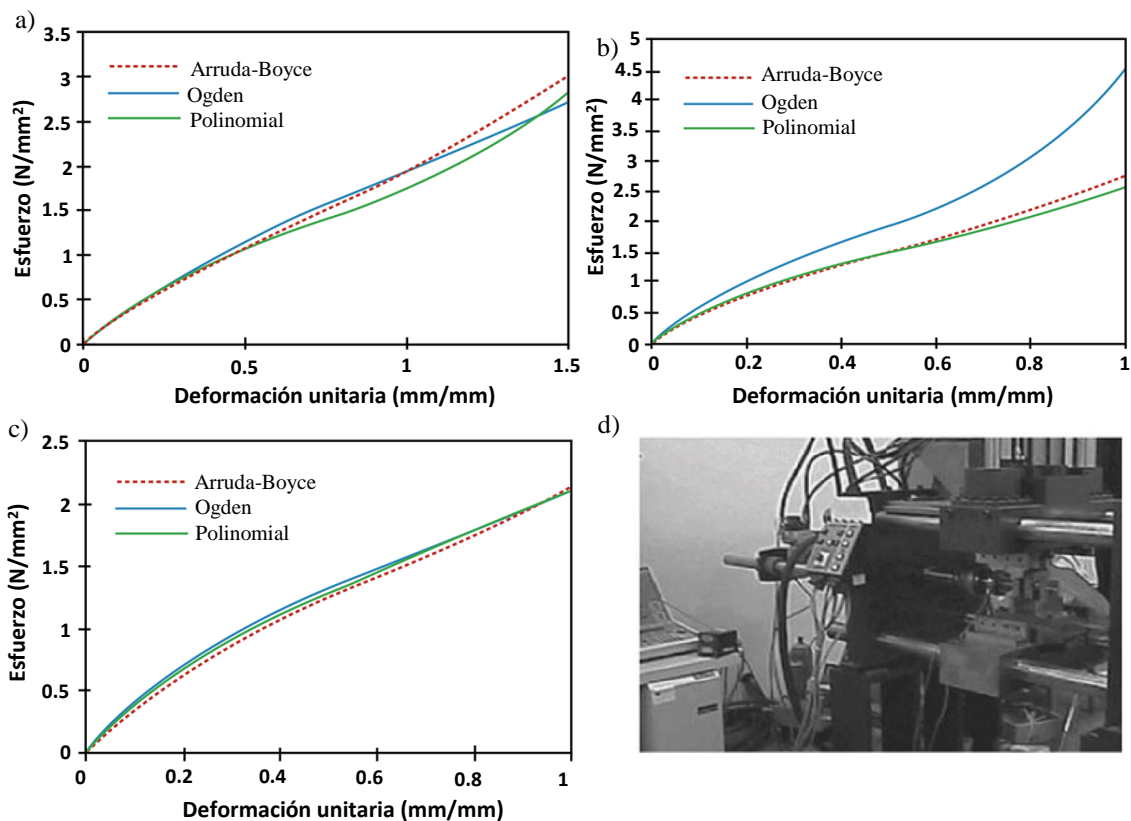 a)
3.5
3
2.5
2
1.5
1
0.5
0
Esfuerzo (N/mm²)
Arruda-Boyce
Ogden
Polinomial
0
0.5
1
1.5
Deformación unitaria (mm/mm)
b)
5
4.5
4
3.5
3
2.5
2
1.5
1
0.5
0
Esfuerzo (N/mm²)
Arruda-Boyce
Ogden
Polinomial
0
0.2
0.4
0.6
0.8
1
Deformación unitaria (mm/mm)
c)
2.5
2
1.5
1
0.5
0
Esfuerzo (N/mm²)
Arruda-Boyce
Ogden
Polinomial
0
0.2
0.4
0.6
0.8
1
Deformación unitaria (mm/mm)
d)